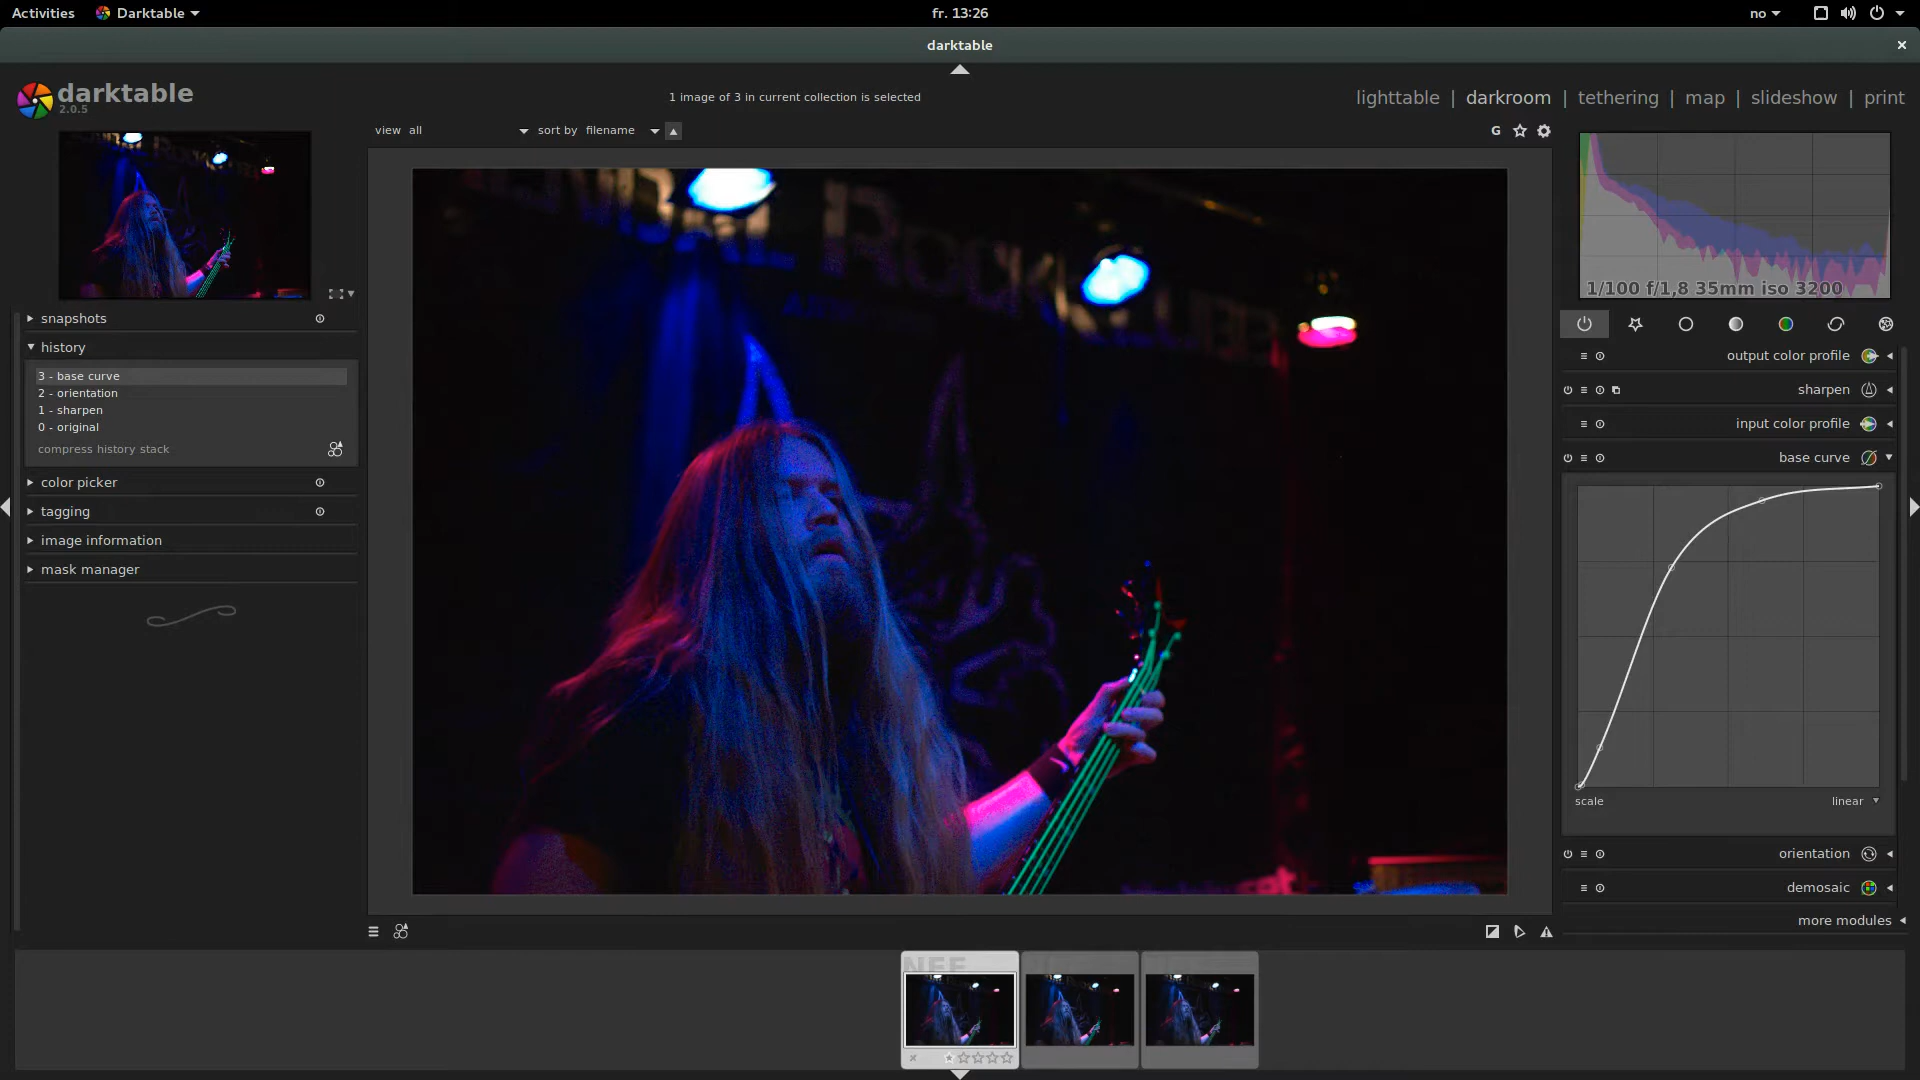 Activities Darktable fr. 13:26 no
darktable
darktable
2.0.5
1 image of 3 in current collection is selected
lighttable | darkroom | tethering | map | slideshow | print
view all sort by filename G
1/100 f/1,8 35mm iso 3200
snapshots
history
3 - base curve
2 - orientation
1 - sharpen
0 - original
compress history stack
color picker
tagging
image information
mask manager
output color profile
sharpen
input color profile
base curve
scale linear
orientation
demosaic
more modules
ROCK
NEF